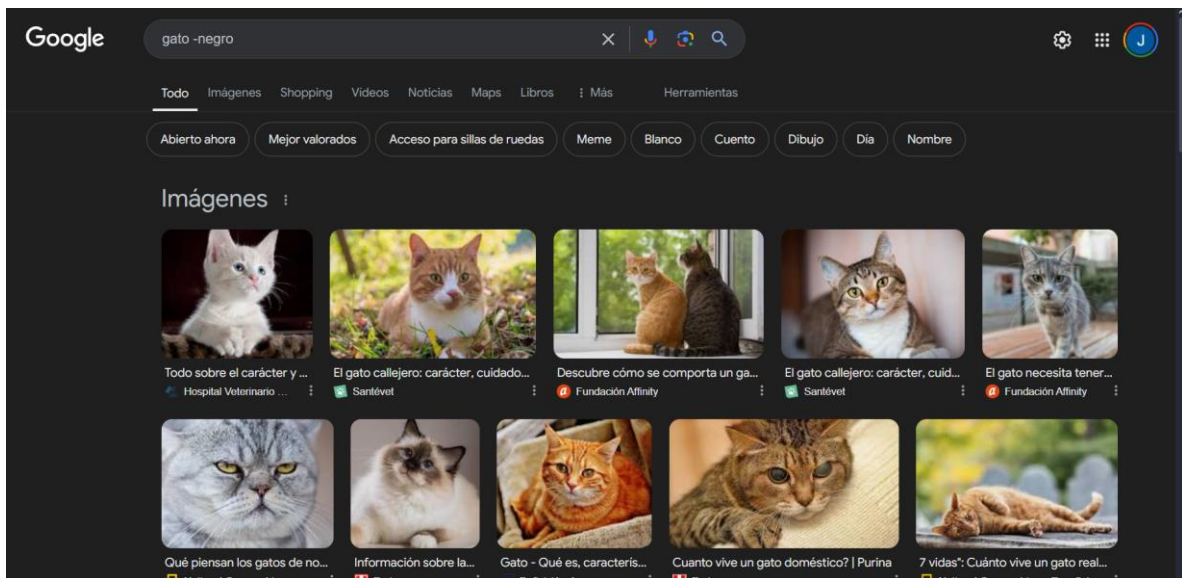 Google
gato -negro
J
Todo Imágenes Shopping Vídeos Noticias Maps Libros Más Herramientas
Abierto ahora Mejor valorados Acceso para sillas de ruedas Meme Blanco Cuento Dibujo Día Nombre
Imágenes
Todo sobre el carácter y ... El gato callejero: carácter, cuidado... Descubre cómo se comporta un ga... El gato callejero: carácter, cuid... El gato necesita tener...
Hospital Veterinario ... Santévet Fundación Affinity Santévet Fundación Affinity
Qué piensan los gatos de no... Información sobre la... Gato - Qué es, caracterís... Cuanto vive un gato doméstico? | Purina 7 vidas": Cuánto vive un gato real...